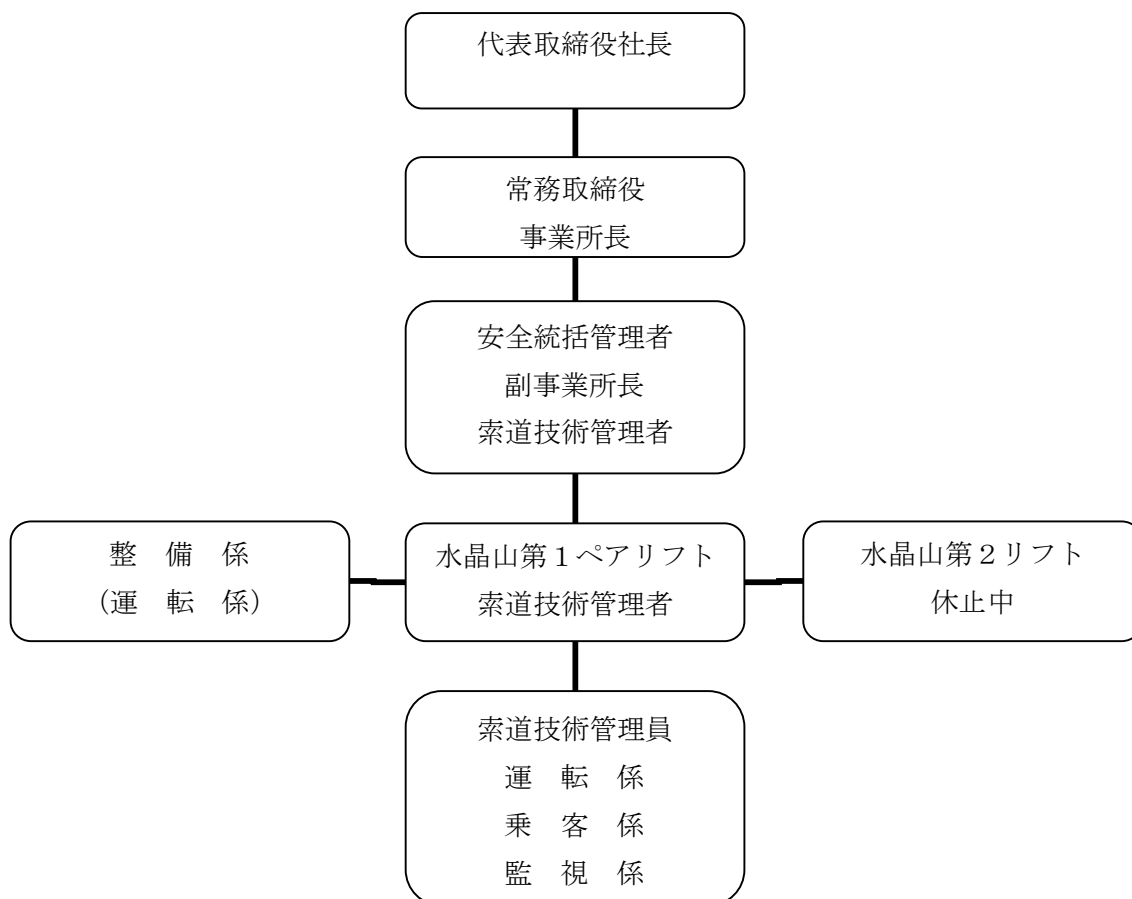 代表取締役社長
常務取締役
事業所長
安全統括管理者
副事業所長
索道技術管理者
整　備　係
（運　転　係）
水晶山第１ペアリフト
索道技術管理者
水晶山第２リフト
休止中
索道技術管理員
運　転　係
乗　客　係
監　視　係